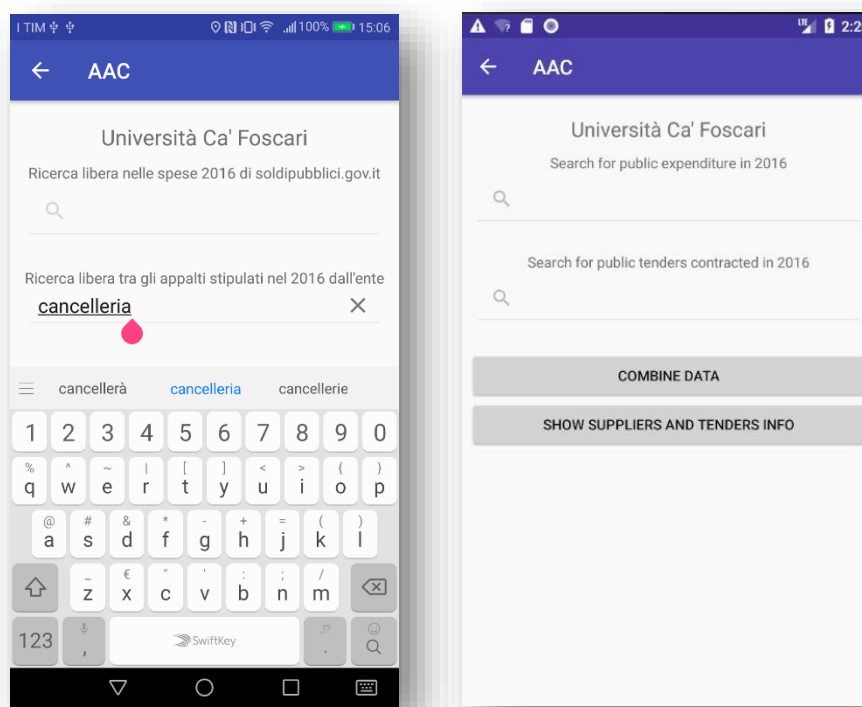 I TIM 100% 15:06
AAC
Università Ca' Foscari
Ricerca libera nelle spese 2016 di soldipubblici.gov.it
Ricerca libera tra gli appalti stipulati nel 2016 dall'ente
cancelleria
cancellerà cancelleria cancellerie
1 2 3 4 5 6 7 8 9 0
% ^ ~ | [ ] < > { }
q w e r t y u i o p
@ # & * - + = ( )
a s d f g h j k l
_ € " ' : ; /
z x c v b n m
123 , SwiftKey ,!? .
LTE 2:2
AAC
Università Ca' Foscari
Search for public expenditure in 2016
Search for public tenders contracted in 2016
COMBINE DATA
SHOW SUPPLIERS AND TENDERS INFO